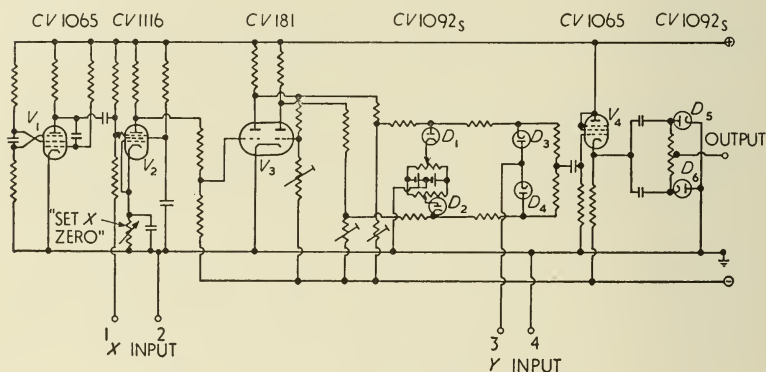 CV1065 CV1116 CV181 CV1092s CV1065 CV1092s
V1 V2 V3 D1 D2 D3 D4 V4 D5 D6
OUTPUT
"SET X
ZERO"
1 2 3 4
X INPUT Y INPUT